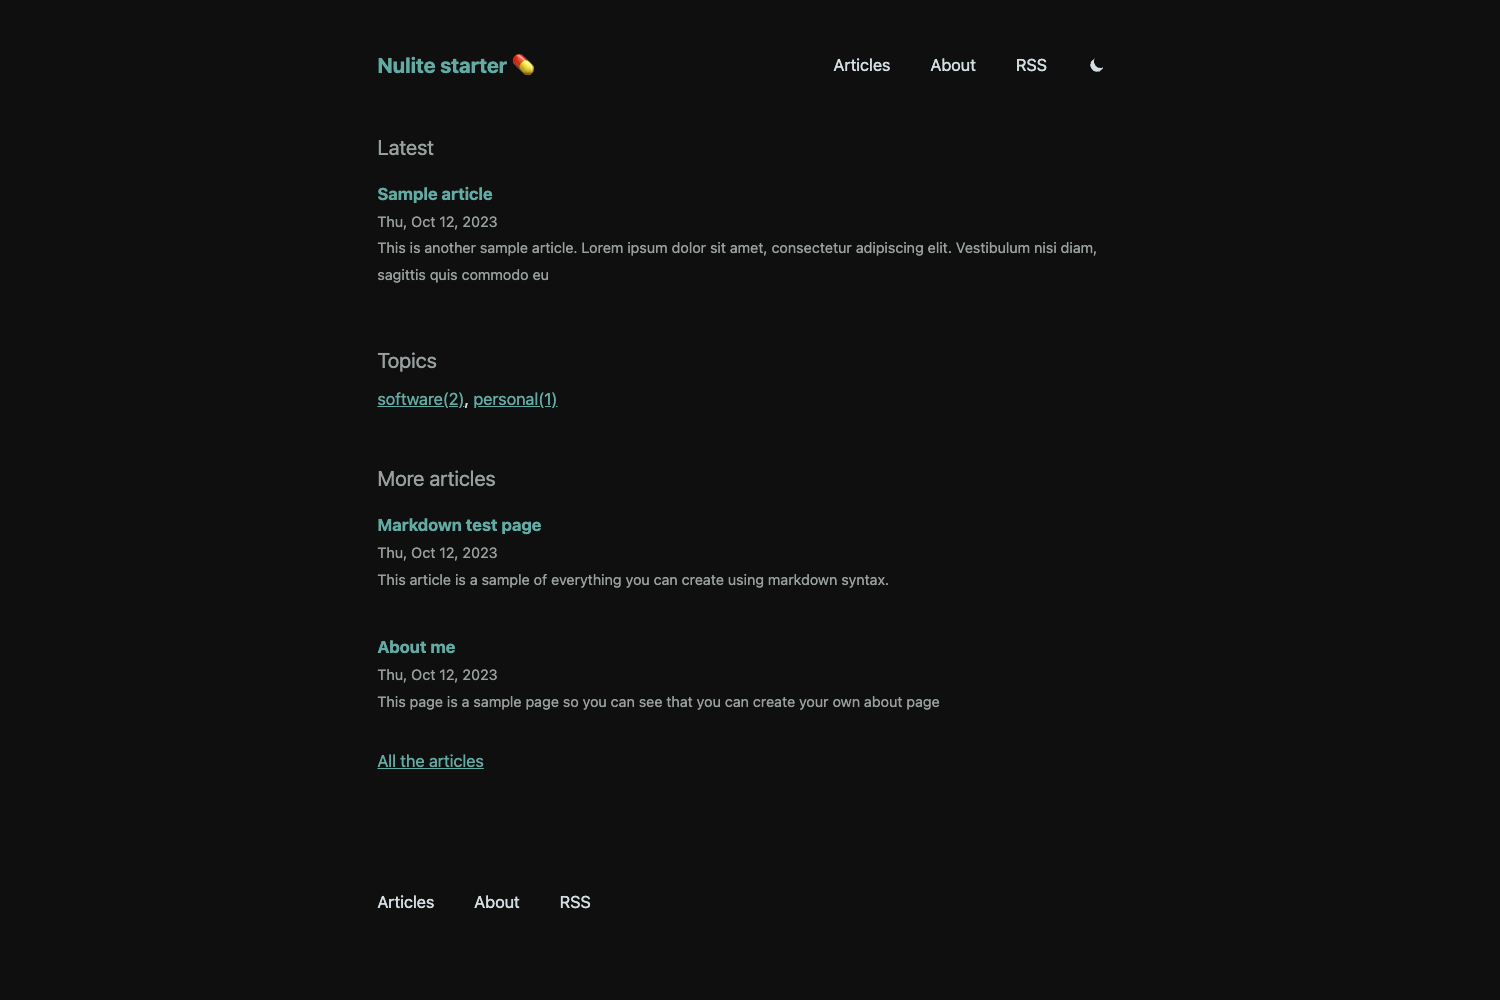 Nulite starter 💊
Articles About RSS
Latest
Sample article
Thu, Oct 12, 2023
This is another sample article. Lorem ipsum dolor sit amet, consectetur adipiscing elit. Vestibulum nisi diam,
sagittis quis commodo eu
Topics
software(2), personal(1)
More articles
Markdown test page
Thu, Oct 12, 2023
This article is a sample of everything you can create using markdown syntax.
About me
Thu, Oct 12, 2023
This page is a sample page so you can see that you can create your own about page
All the articles
Articles About RSS